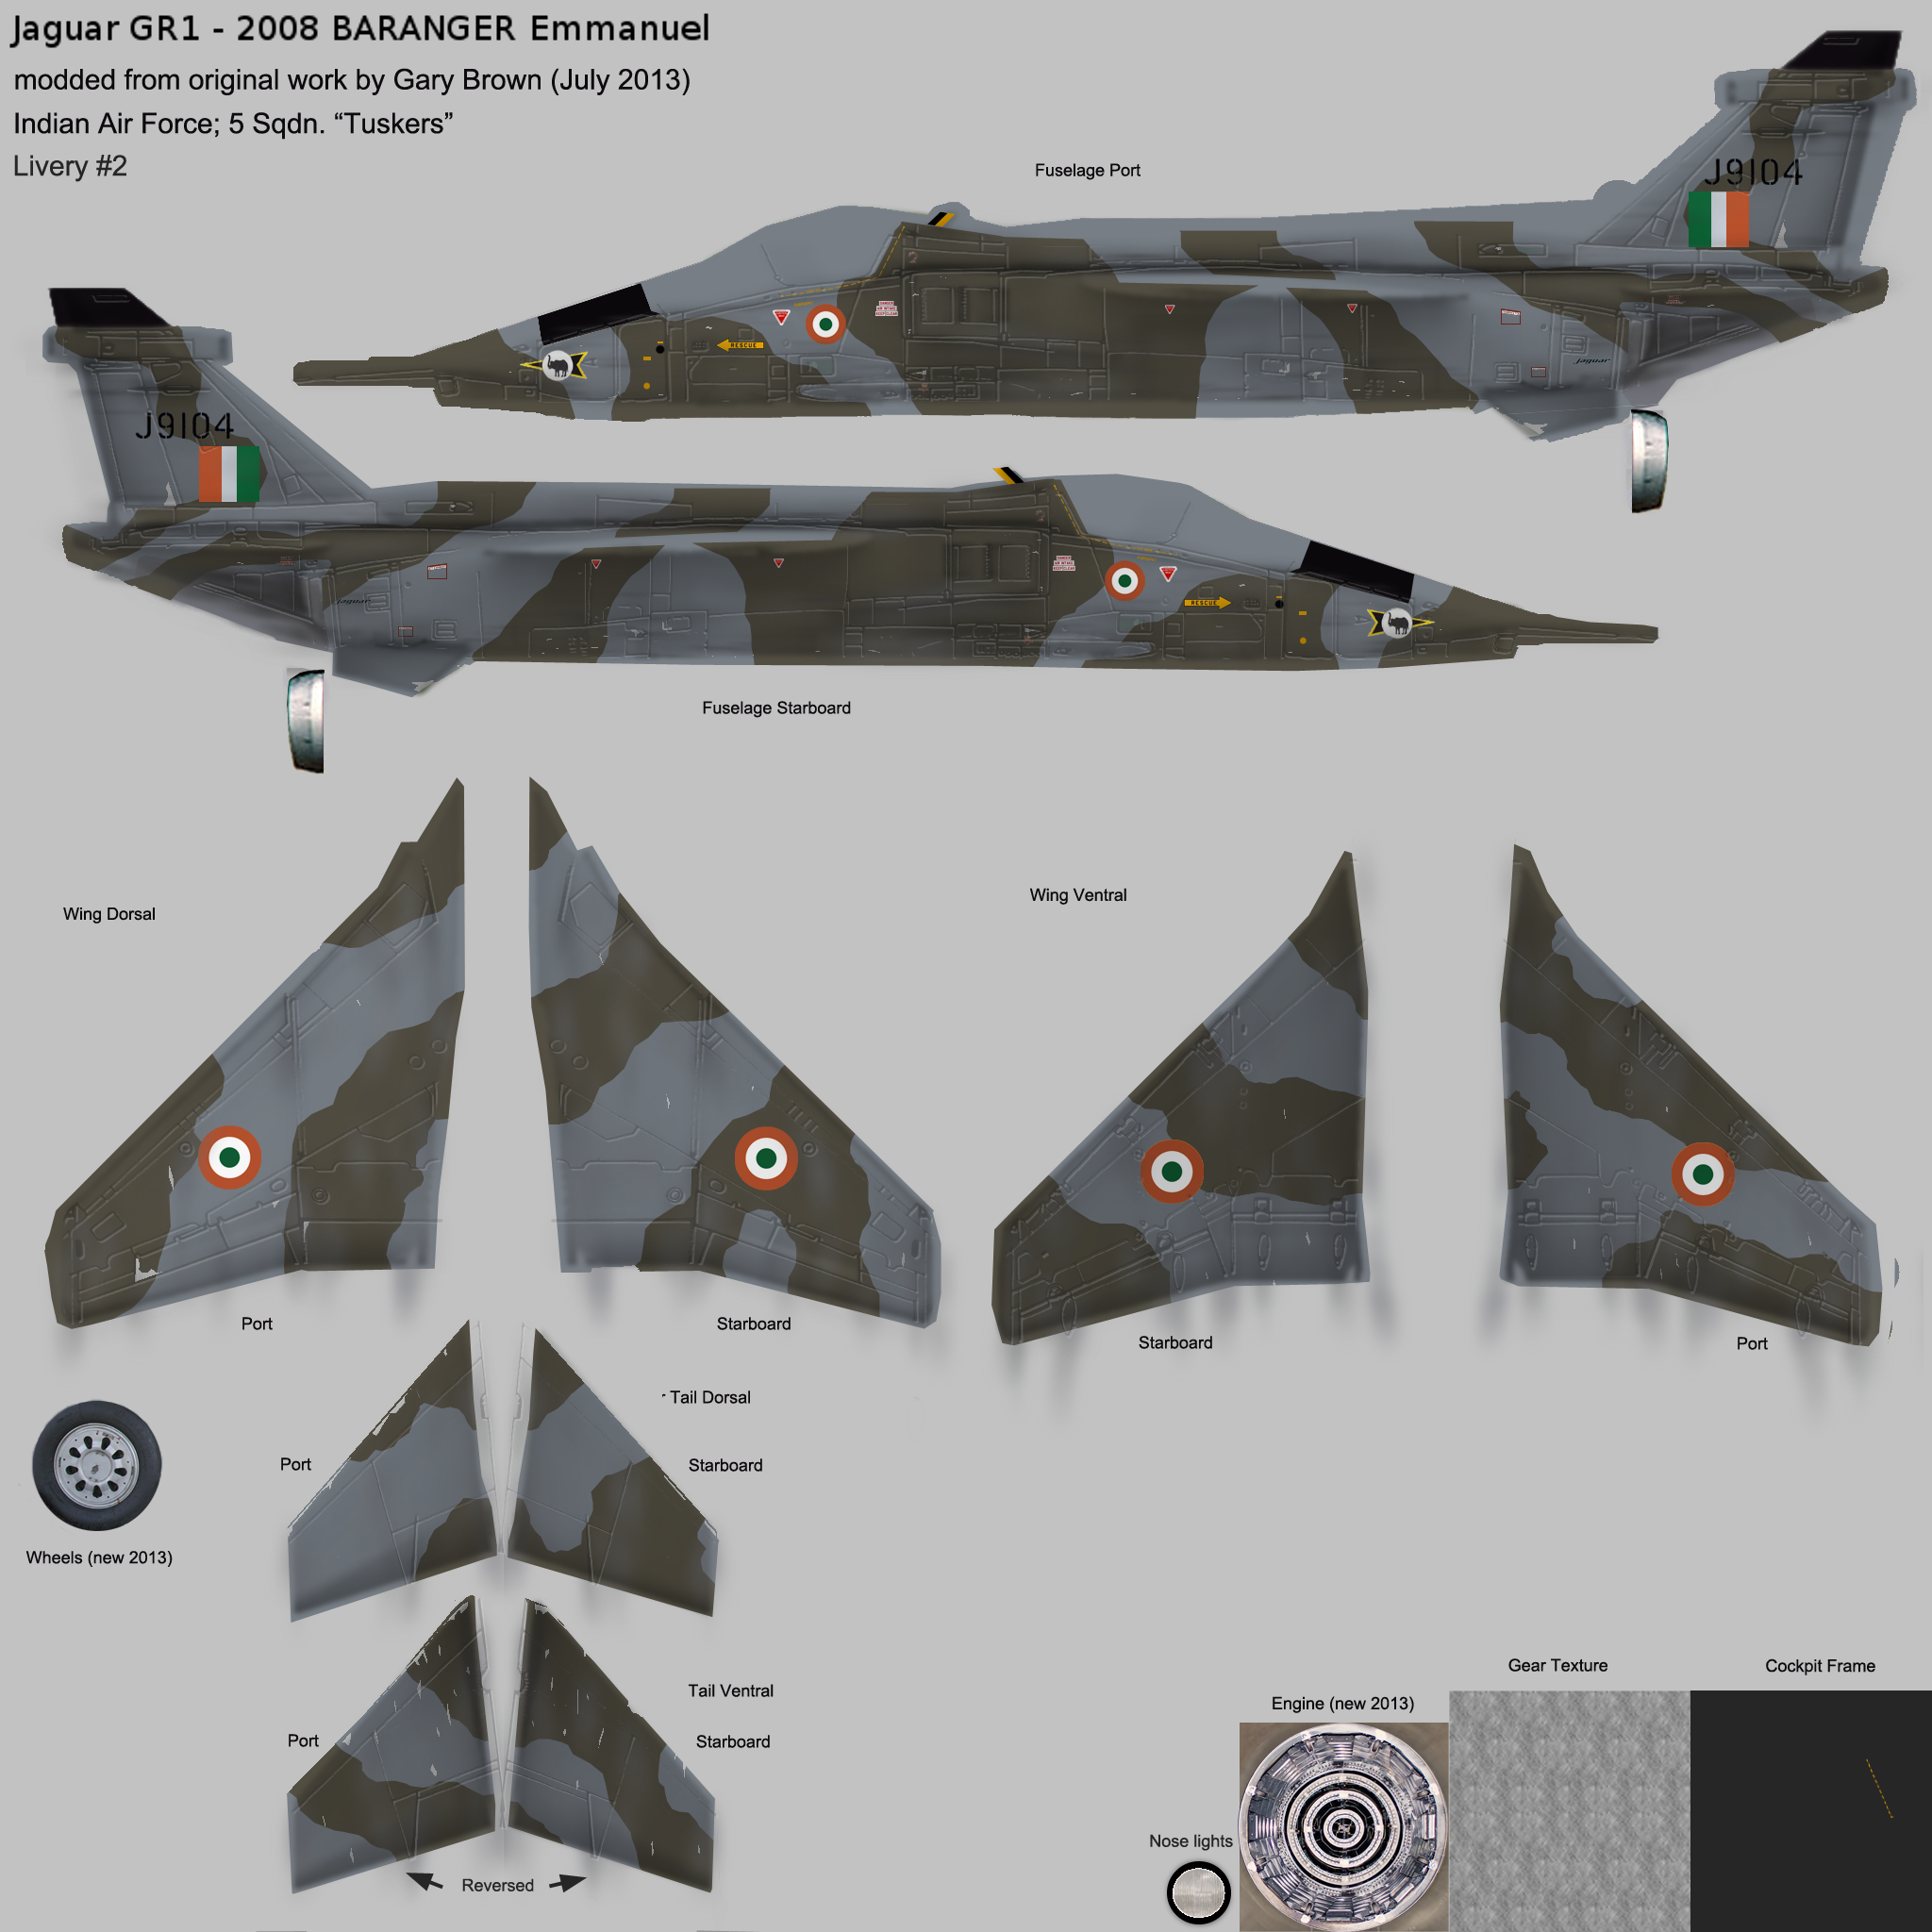 Jaguar GR1 - 2008 BARANGER Emmanuel
modded from original work by Gary Brown (July 2013)
Indian Air Force; 5 Sqdn. “Tuskers”
Livery #2
Fuselage Port
J9104
RESCUE
Jaguar
J9104
RESCUE
Jaguar
Fuselage Starboard
Wing Dorsal
Wing Ventral
Port
Starboard
Starboard
Port
Tail Dorsal
Port
Starboard
Wheels (new 2013)
Tail Ventral
Port
Starboard
Reversed
Gear Texture
Cockpit Frame
Engine (new 2013)
Nose lights